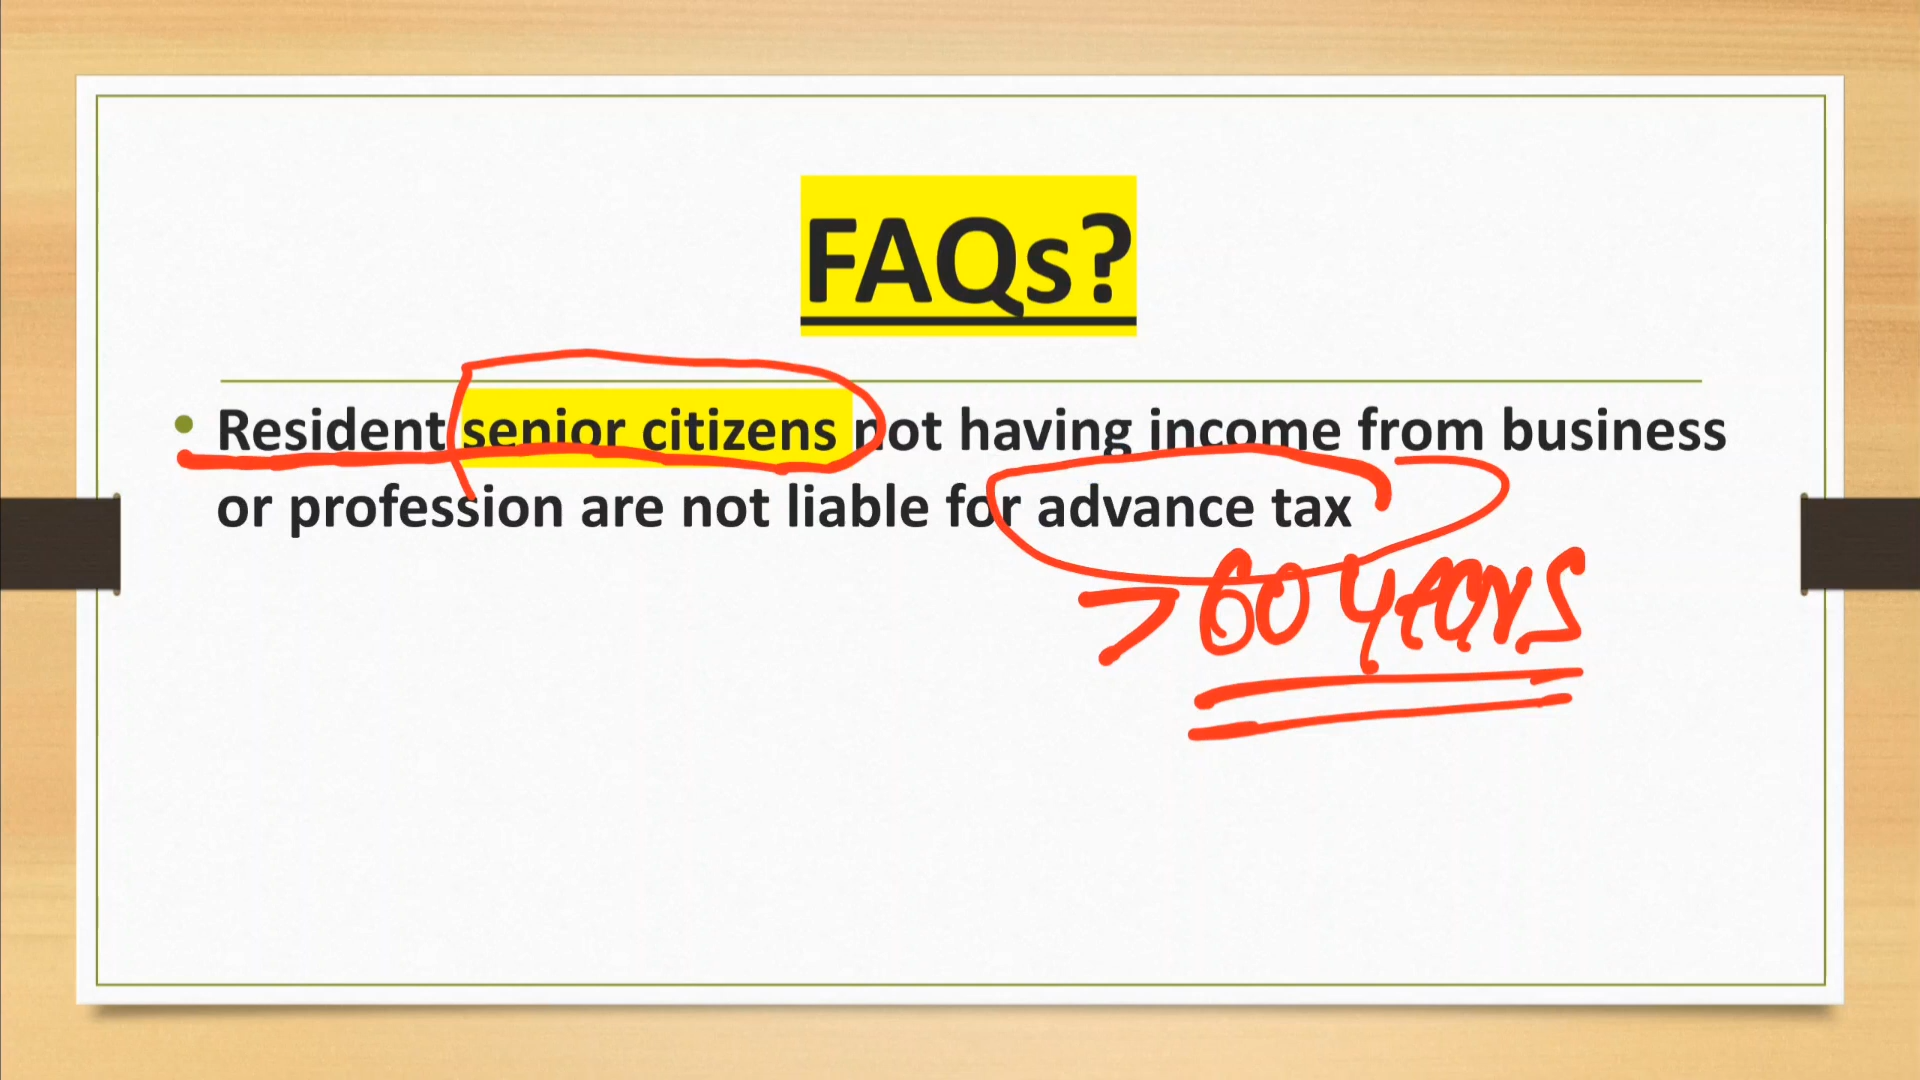 FAQs?
• Resident senior citizens not having income from business
or profession are not liable for advance tax
> 60 years